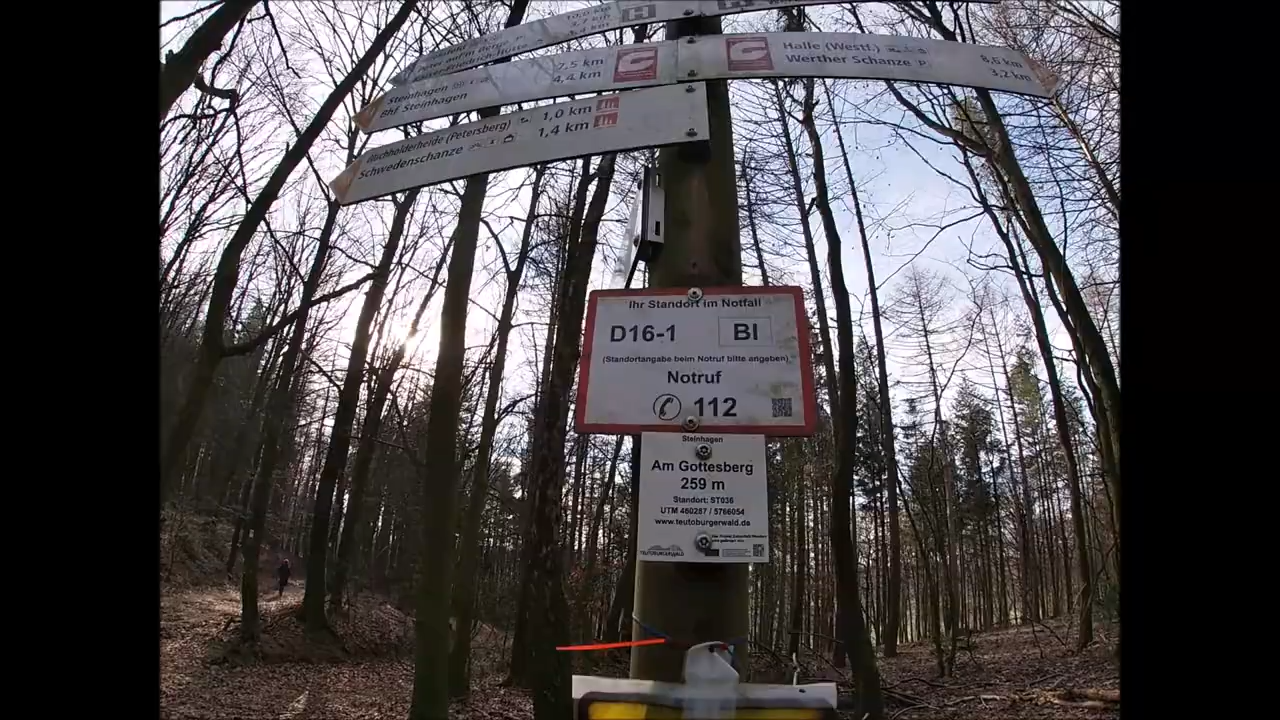 Steinhagen 7,5 km
Bhf. Steinhagen 4,4 km
Halle (Westf.) 8,6 km
Werther Schanze P 3,2 km
(Petersberg) 1,0 km
Schwedenschanze 1,4 km
Ihr Standort im Notfall
D16-1 BI
(Standortangabe beim Notruf bitte angeben)
Notruf
112
Steinhagen
Am Gottesberg
259 m
Standort: ST036
UTM 460287 / 5766054
www.teutoburgerwald.de
TEUTOBURGERWALD